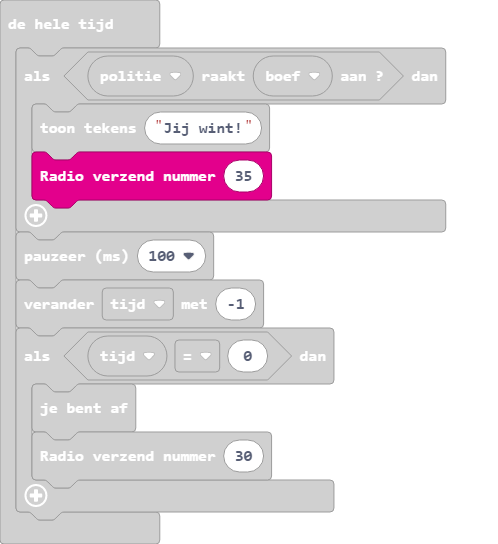 de hele tijd
als politie raakt boef aan ? dan
toon tekens "Jij wint!"
Radio verzend nummer 35
pauzeer (ms) 100
verander tijd met -1
als tijd = 0 dan
je bent af
Radio verzend nummer 30